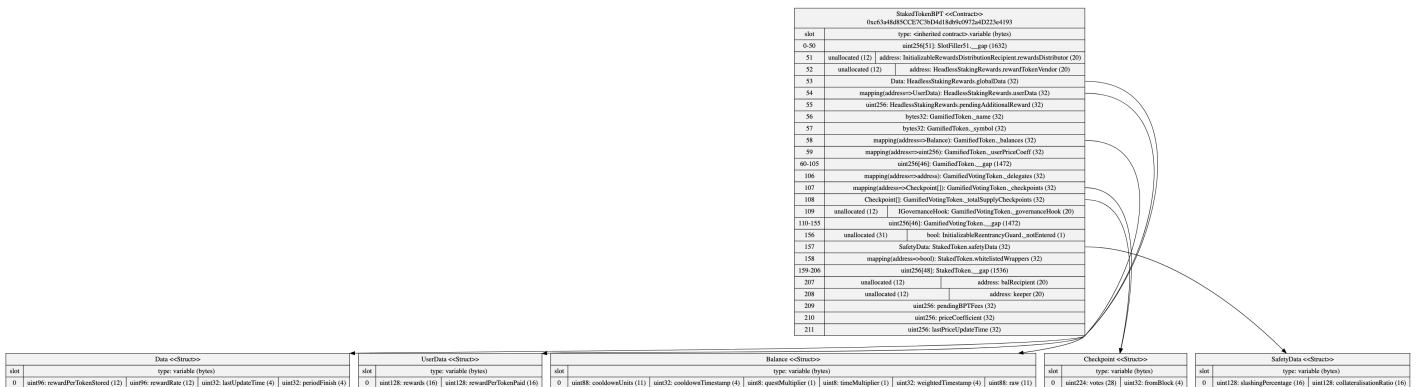 StakedTokenBPT <<Contract>>
0xc63a48d85CCE7C3bD4d18db9c0972a4D223e4193
slot type: <inherited contract>.variable (bytes)
0-50 uint256[51]: SlotFiller51.__gap (1632)
51 unallocated (12) address: InitializableRewardsDistributionRecipient.rewardsDistributor (20)
52 unallocated (12) address: HeadlessStakingRewards.rewardTokenVendor (20)
53 Data: HeadlessStakingRewards.globalData (32)
54 mapping(address=>UserData): HeadlessStakingRewards.userData (32)
55 uint256: HeadlessStakingRewards.pendingAdditionalReward (32)
56 bytes32: GamifiedToken._name (32)
57 bytes32: GamifiedToken._symbol (32)
58 mapping(address=>Balance): GamifiedToken._balances (32)
59 mapping(address=>uint256): GamifiedToken._userPriceCoeff (32)
60-105 uint256[46]: GamifiedToken.__gap (1472)
106 mapping(address=>address): GamifiedVotingToken._delegates (32)
107 mapping(address=>Checkpoint[]): GamifiedVotingToken._checkpoints (32)
108 Checkpoint[]: GamifiedVotingToken._totalSupplyCheckpoints (32)
109 unallocated (12) IGovernanceHook: GamifiedVotingToken._governanceHook (20)
110-155 uint256[46]: GamifiedVotingToken.__gap (1472)
156 unallocated (31) bool: InitializableReentrancyGuard._notEntered (1)
157 SafetyData: StakedToken.safetyData (32)
158 mapping(address=>bool): StakedToken.whitelistedWrappers (32)
159-206 uint256[48]: StakedToken.__gap (1536)
207 unallocated (12) address: balRecipient (20)
208 unallocated (12) address: keeper (20)
209 uint256: pendingBPTFees (32)
210 uint256: priceCoefficient (32)
211 uint256: lastPriceUpdateTime (32)
Data <<Struct>>
slot type: variable (bytes)
0 uint96: rewardPerTokenStored (12) uint96: rewardRate (12) uint32: lastUpdateTime (4) uint32: periodFinish (4)
UserData <<Struct>>
slot type: variable (bytes)
0 uint128: rewards (16) uint128: rewardPerTokenPaid (16)
Balance <<Struct>>
slot type: variable (bytes)
0 uint88: cooldownUnits (11) uint32: cooldownTimestamp (4) uint8: questMultiplier (1) uint8: timeMultiplier (1) uint32: weightedTimestamp (4) uint88: raw (11)
Checkpoint <<Struct>>
slot type: variable (bytes)
0 uint224: votes (28) uint32: fromBlock (4)
SafetyData <<Struct>>
slot type: variable (bytes)
0 uint128: slashingPercentage (16) uint128: collateralisationRatio (16)